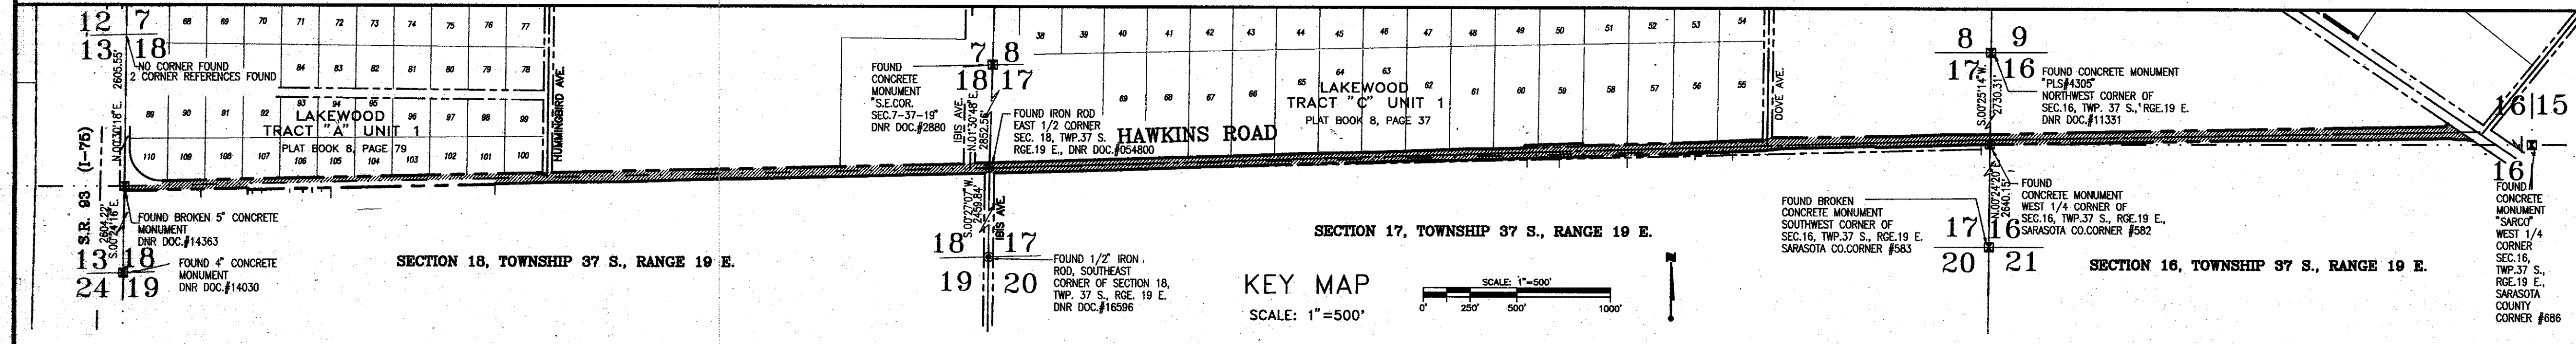 12 7
13 18
NO CORNER FOUND
2 CORNER REFERENCES FOUND
N.00°30'18"E. 2605.55'
S.R. 93 (I-75)
2604.22'
S.00°24'16"E.
68 69 70 71 72 73 74 75 76 77
84 83 82 81 80 79 78
89 90 91 92 93 94 95 96 97 98 99
LAKEWOOD
TRACT "A" UNIT 1
PLAT BOOK 8, PAGE 79
110 109 108 107 106 105 104 103 102 101 100
HUMMINGBIRD AVE.
FOUND BROKEN 5" CONCRETE
MONUMENT
DNR DOC.#14363
13 18
24 19
FOUND 4" CONCRETE
MONUMENT
DNR DOC.#14030
SECTION 18, TOWNSHIP 37 S., RANGE 19 E.
FOUND
CONCRETE
MONUMENT
"S.E.COR.
SEC.7-37-19"
DNR DOC.#2880
7 8
18 17
IBIS AVE.
N.01°30'48"E.
2652.56'
FOUND IRON ROD
EAST 1/2 CORNER
SEC. 18, TWP.37 S.
RGE.19 E., DNR DOC.#054800
HAWKINS ROAD
S.00°27'07"W.
2459.84'
IBIS AVE.
18 17
19 20
FOUND 1/2" IRON
ROD, SOUTHEAST
CORNER OF SECTION 18,
TWP. 37 S., RGE. 19 E.
DNR DOC.#16596
38 39 40 41 42 43 44 45 46 47 48 49 50 51 52 53 54
69 68 67 66 65 64 63 62 61 60 59 58 57 56 55
LAKEWOOD
TRACT "C" UNIT 1
PLAT BOOK 8, PAGE 37
DOVE AVE.
SECTION 17, TOWNSHIP 37 S., RANGE 19 E.
KEY MAP
SCALE: 1"=500'
SCALE: 1"=500'
0' 250' 500' 1000'
N
8 9
17 16
S.00°25'14"W.
2730.31'
FOUND CONCRETE MONUMENT
"PLS#4305"
NORTHWEST CORNER OF
SEC.16, TWP. 37 S., RGE.19 E.
DNR DOC.#11331
FOUND BROKEN
CONCRETE MONUMENT
SOUTHWEST CORNER OF
SEC.16, TWP.37 S., RGE.19 E.
SARASOTA CO.CORNER #583
N.00°24'20"E.
2640.15'
FOUND
CONCRETE MONUMENT
WEST 1/4 CORNER OF
SEC.16, TWP.37 S., RGE.19 E.,
SARASOTA CO.CORNER #582
17 16
20 21
SECTION 16, TOWNSHIP 37 S., RANGE 19 E.
16 15
16
FOUND
CONCRETE
MONUMENT
"SARCO"
WEST 1/4
CORNER
SEC.16,
TWP.37 S.,
RGE.19 E.,
SARASOTA
COUNTY
CORNER #686